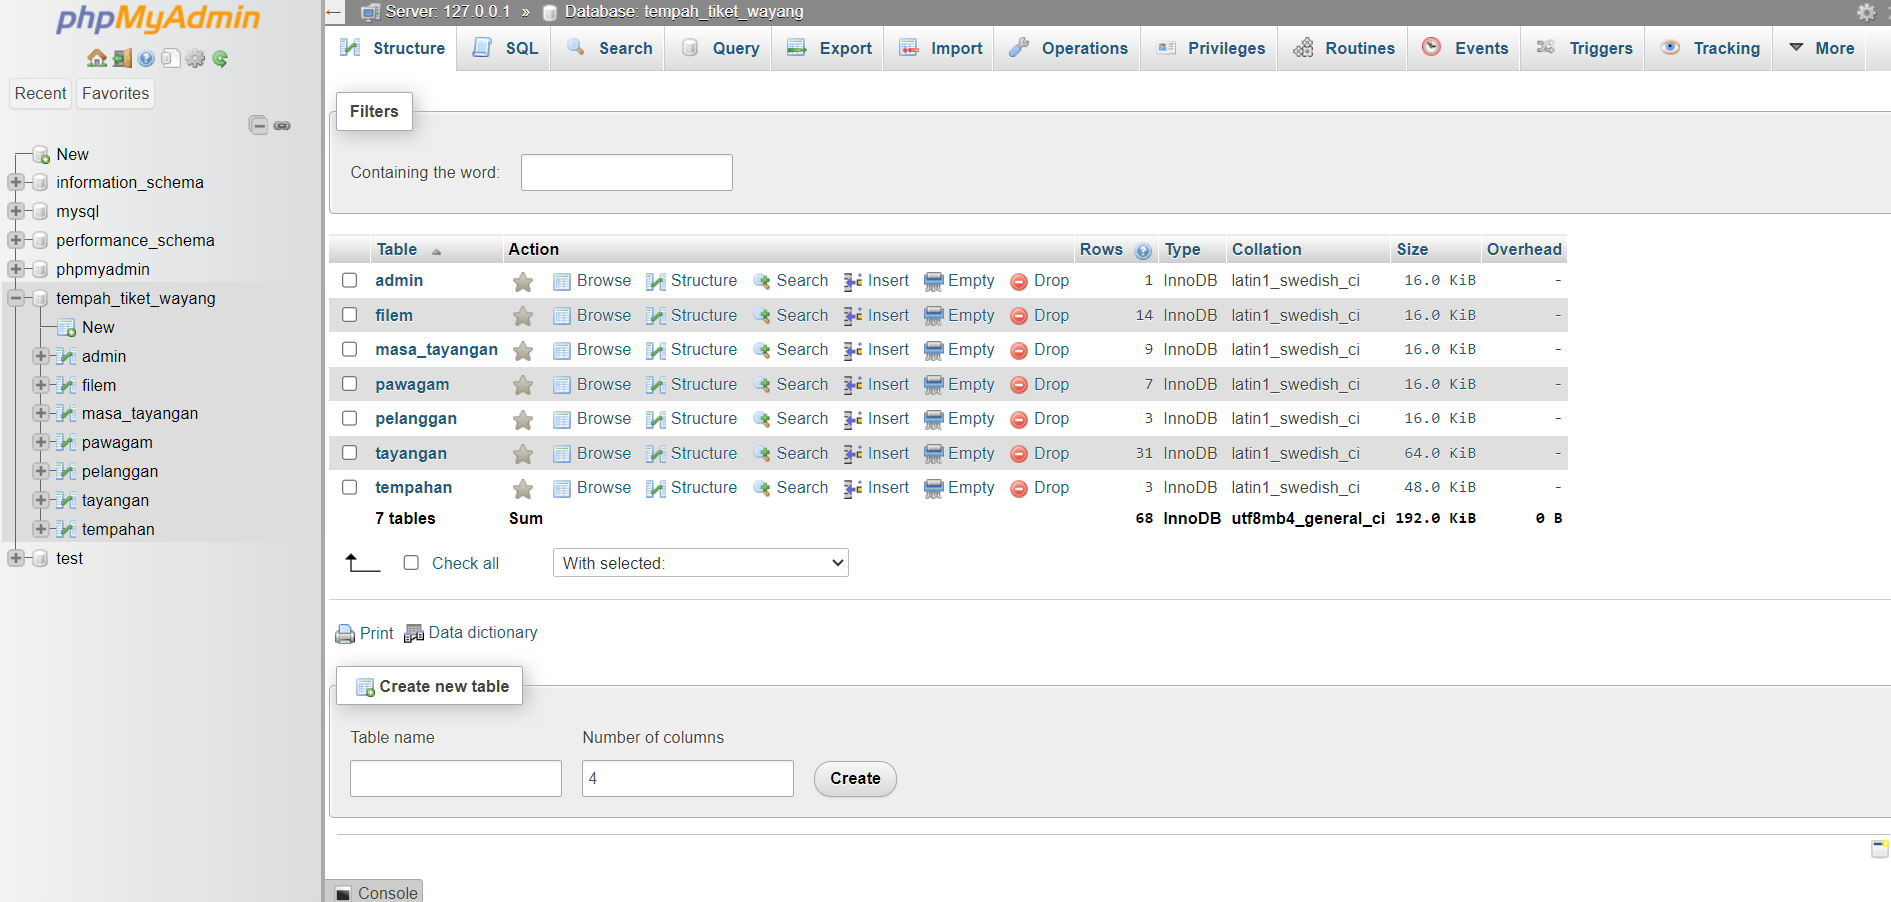 phpMyAdmin
Recent Favorites
New
information_schema
mysql
performance_schema
phpmyadmin
tempah_tiket_wayang
New
admin
filem
masa_tayangan
pawagam
pelanggan
tayangan
tempahan
test
Server: 127.0.0.1 » Database: tempah_tiket_wayang
Structure SQL Search Query Export Import Operations Privileges Routines Events Triggers Tracking More
Filters
Containing the word:
Table Action Rows Type Collation Size Overhead
admin Browse Structure Search Insert Empty Drop 1 InnoDB latin1_swedish_ci 16.0 KiB -
filem Browse Structure Search Insert Empty Drop 14 InnoDB latin1_swedish_ci 16.0 KiB -
masa_tayangan Browse Structure Search Insert Empty Drop 9 InnoDB latin1_swedish_ci 16.0 KiB -
pawagam Browse Structure Search Insert Empty Drop 7 InnoDB latin1_swedish_ci 16.0 KiB -
pelanggan Browse Structure Search Insert Empty Drop 3 InnoDB latin1_swedish_ci 16.0 KiB -
tayangan Browse Structure Search Insert Empty Drop 31 InnoDB latin1_swedish_ci 64.0 KiB -
tempahan Browse Structure Search Insert Empty Drop 3 InnoDB latin1_swedish_ci 48.0 KiB -
7 tables Sum 68 InnoDB utf8mb4_general_ci 192.0 KiB 0 B
Check all With selected:
Print Data dictionary
Create new table
Table name Number of columns
4 Create
Console